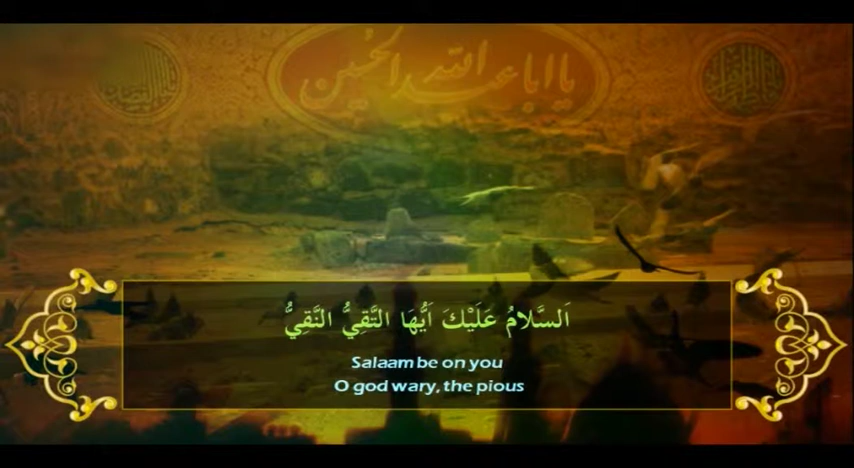 يا ابا عبد الله الحسين
اَلسَّلامُ عَلَيْكَ اَيُّهَا التَّقِيُّ النَّقِيُّ
Salaam be on you
O god wary, the pious